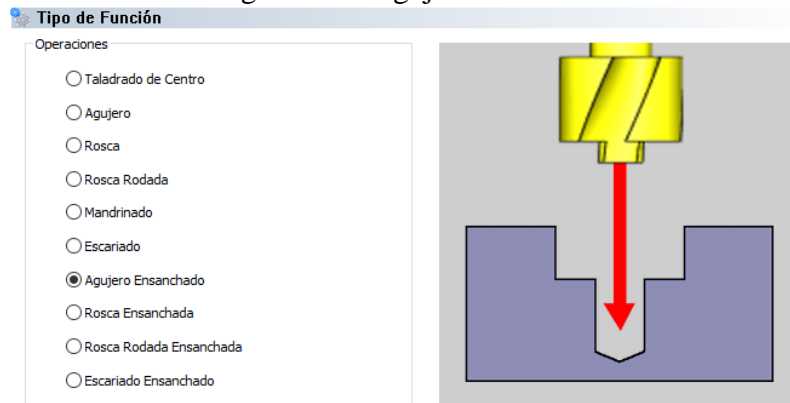 Tipo de Función
Operaciones
Taladrado de Centro
Agujero
Rosca
Rosca Rodada
Mandrinado
Escariado
Agujero Ensanchado
Rosca Ensanchada
Rosca Rodada Ensanchada
Escariado Ensanchado